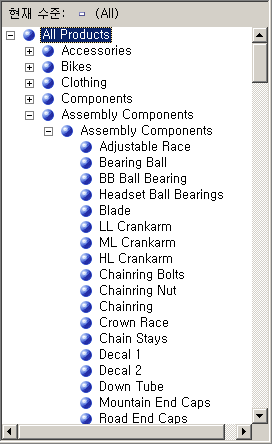 현재 수준: (All)
All Products
Accessories
Bikes
Clothing
Components
Assembly Components
Assembly Components
Adjustable Race
Bearing Ball
BB Ball Bearing
Headset Ball Bearings
Blade
LL Crankarm
ML Crankarm
HL Crankarm
Chainring Bolts
Chainring Nut
Chainring
Crown Race
Chain Stays
Decal 1
Decal 2
Down Tube
Mountain End Caps
Road End Caps